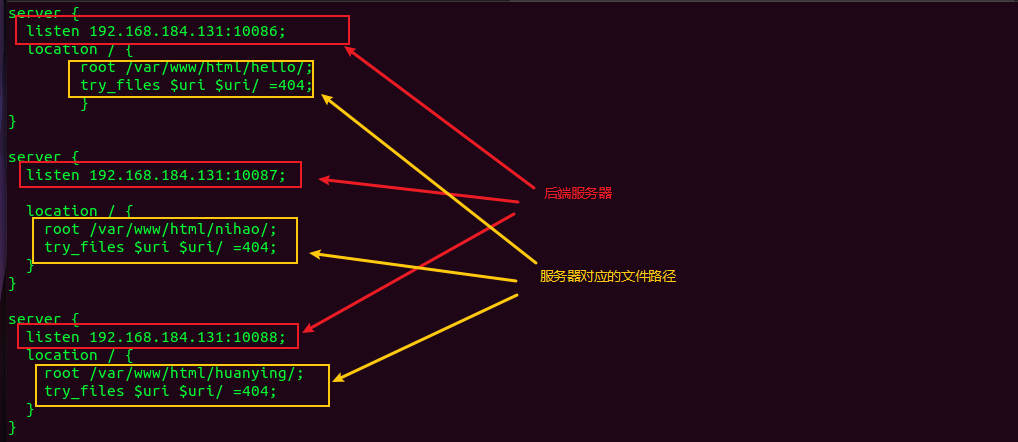 server {
listen 192.168.184.131:10086;
location / {
root /var/www/html/hello/;
try_files $uri $uri/ =404;
}
}
server {
listen 192.168.184.131:10087;
后端服务器
location / {
root /var/www/html/nihao/;
try_files $uri $uri/ =404;
}
服务器对应的文件路径
}
server {
listen 192.168.184.131:10088;
location / {
root /var/www/html/huanying/;
try_files $uri $uri/ =404;
}
}